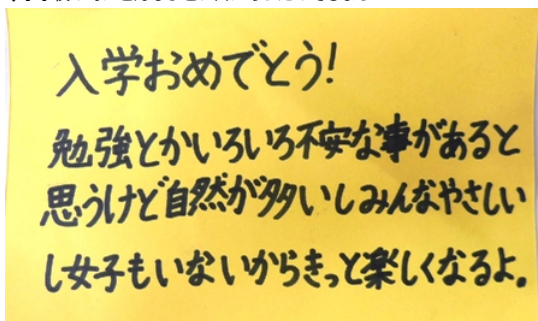 入学おめでとう!
勉強とかいろいろ不安な事があると
思うけど自然が多いしみんなやさしい
し女子もいないからきっと楽しくなるよ。